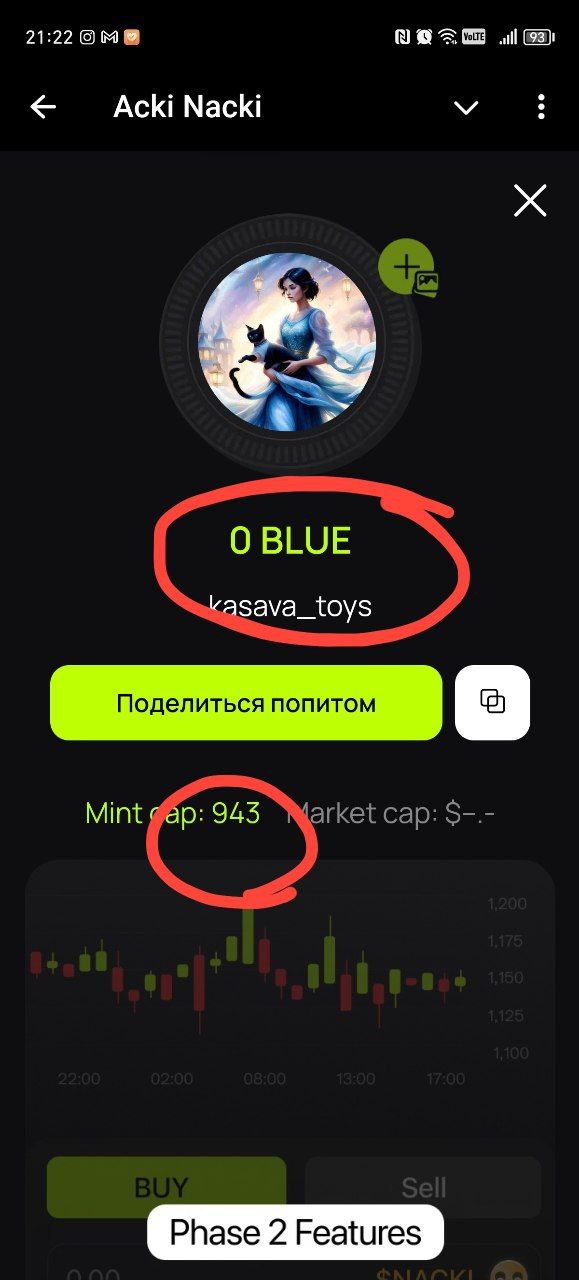 21:22 VoLTE 93
Acki Nacki
0 BLUE
kasava_toys
Поделиться попитом
Mint cap: 943 Market cap: $-.-
1,200
1,175
1,150
1,125
1,100
22:00 02:00 08:00 13:00 17:00
BUY Sell
Phase 2 Features
0.00 $NACKL